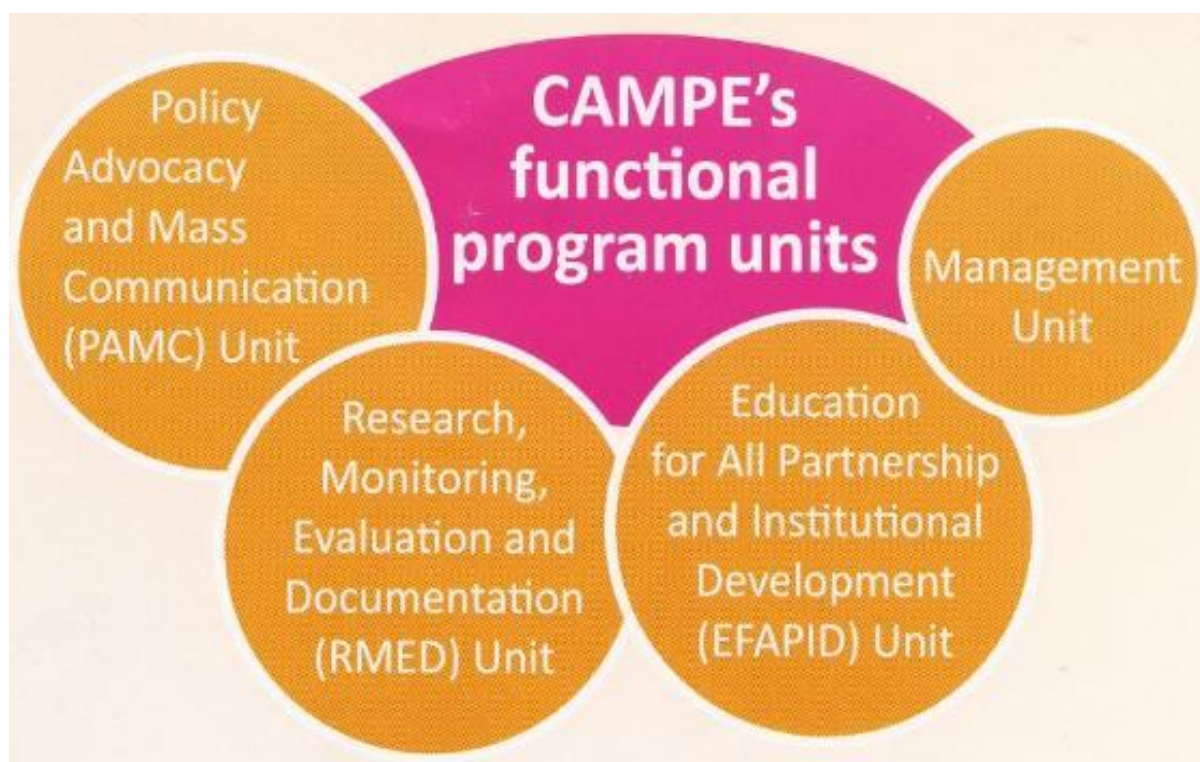 CAMPE's
functional
program units
Policy
Advocacy
and Mass
Communication
(PAMC) Unit
Research,
Monitoring,
Evaluation and
Documentation
(RMED) Unit
Education
for All Partnership
and Institutional
Development
(EFAPID) Unit
Management
Unit